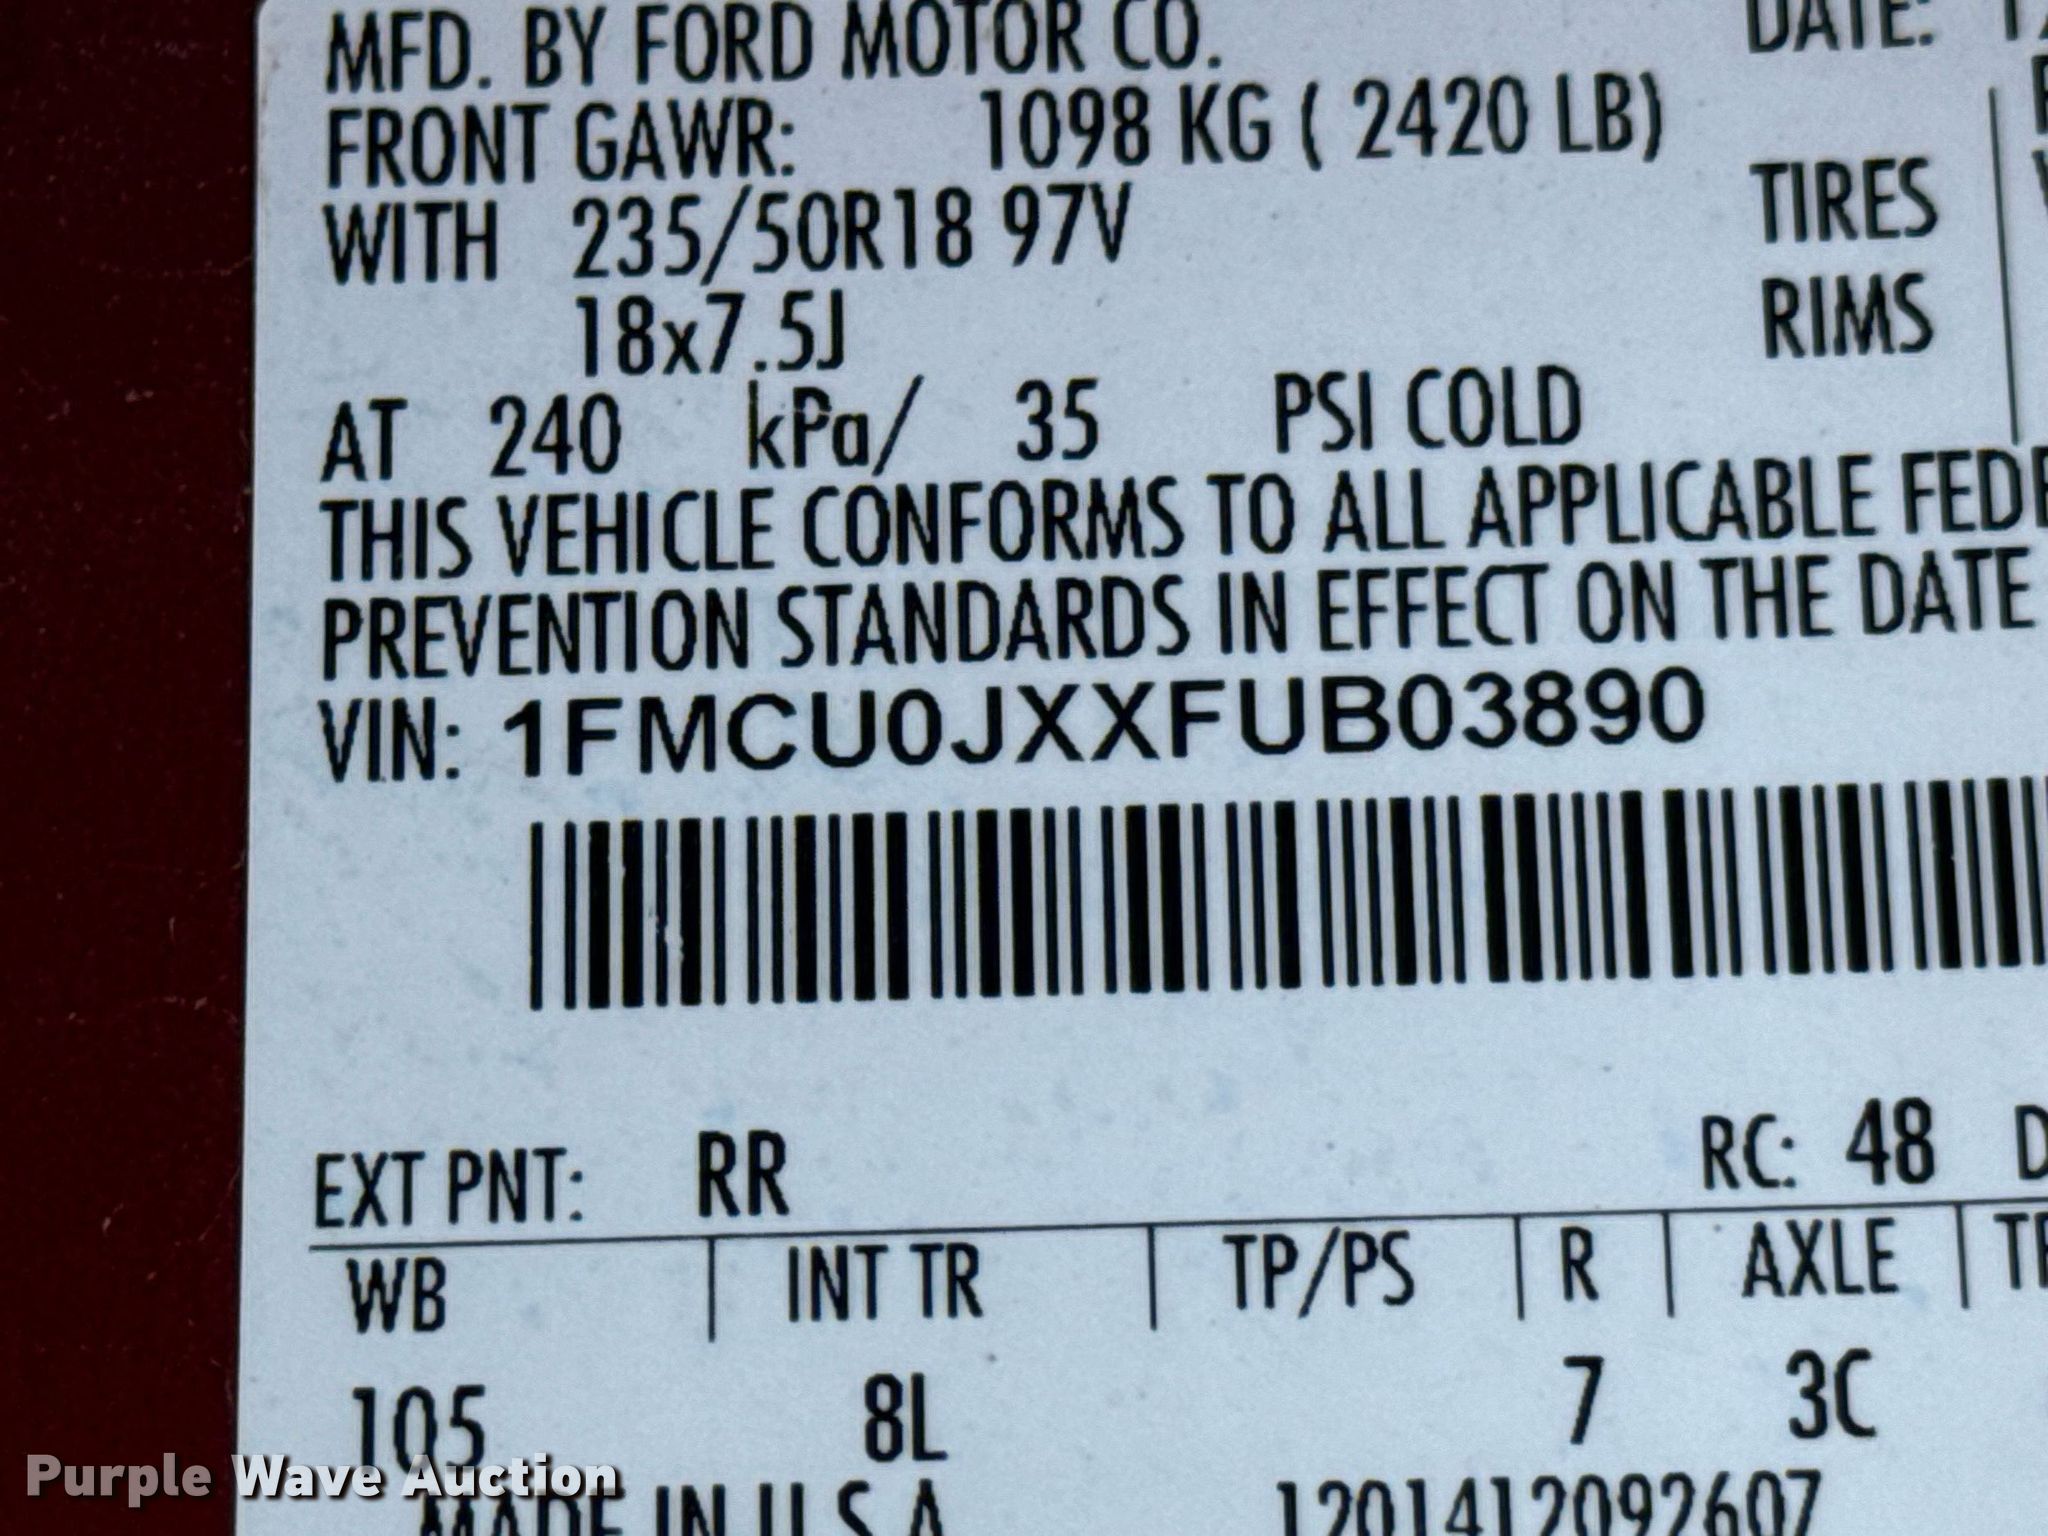 MFD. BY FORD MOTOR CO. DATE:
FRONT GAWR: 1098 KG ( 2420 LB)
WITH 235/50R18 97V TIRES
18x7.5J RIMS
AT 240 kPa/ 35 PSI COLD
THIS VEHICLE CONFORMS TO ALL APPLICABLE
PREVENTION STANDARDS IN EFFECT ON THE DATE
VIN: 1FMCU0JXXFUB03890
EXT PNT: RR RC: 48
WB INT TR TP/PS R AXLE
105 8L 7 3C
MADE IN U.S.A. 1201412092607
Purple Wave Auction